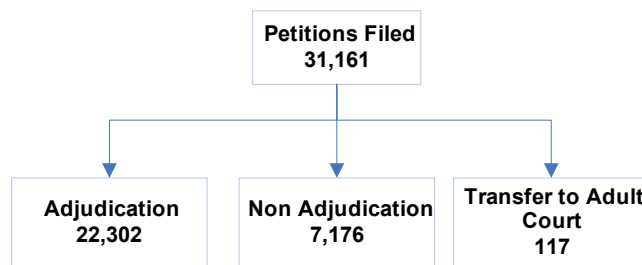 Petitions Filed
31,161
Adjudication
22,302
Non Adjudication
7,176
Transfer to Adult
Court
117